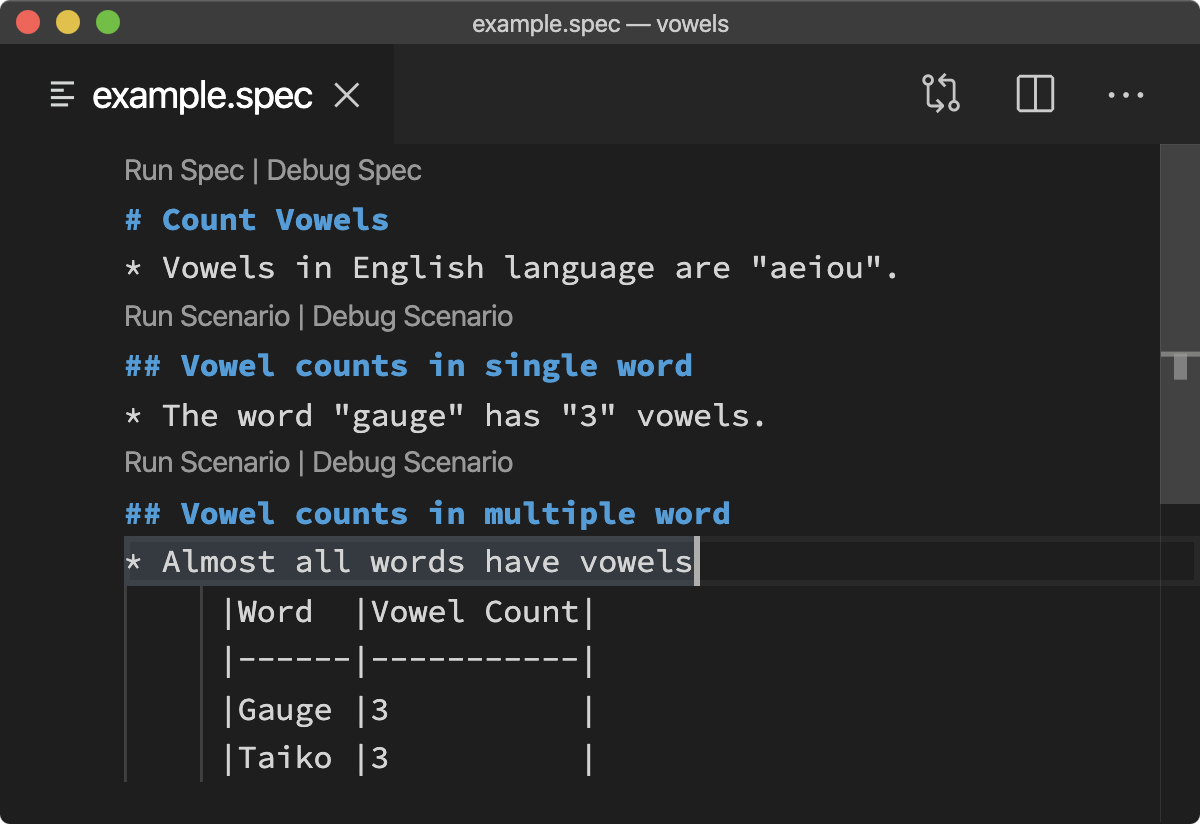 example.spec — vowels
example.spec
Run Spec | Debug Spec
# Count Vowels
* Vowels in English language are "aeiou".
Run Scenario | Debug Scenario
## Vowel counts in single word
* The word "gauge" has "3" vowels.
Run Scenario | Debug Scenario
## Vowel counts in multiple word
* Almost all words have vowels
|Word  |Vowel Count|
|------|-----------|
|Gauge |3          |
|Taiko |3          |